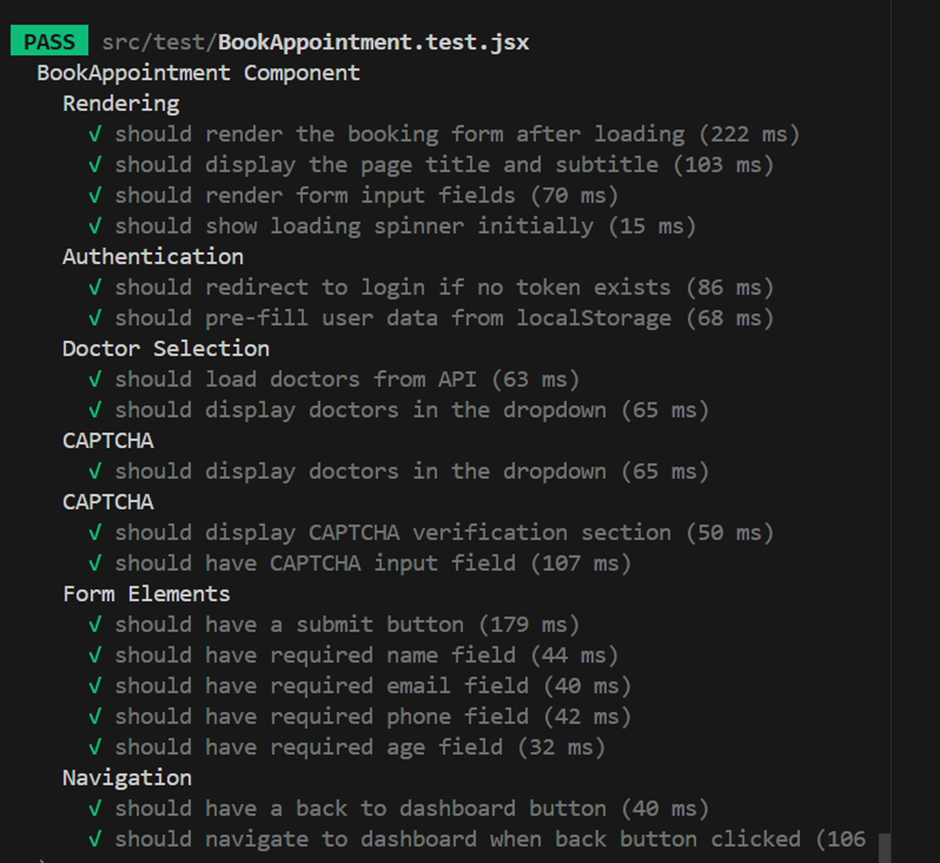 PASS src/test/BookAppointment.test.jsx
BookAppointment Component
Rendering
√ should render the booking form after loading (222 ms)
√ should display the page title and subtitle (103 ms)
√ should render form input fields (70 ms)
√ should show loading spinner initially (15 ms)
Authentication
√ should redirect to login if no token exists (86 ms)
√ should pre-fill user data from localStorage (68 ms)
Doctor Selection
√ should load doctors from API (63 ms)
√ should display doctors in the dropdown (65 ms)
CAPTCHA
√ should display doctors in the dropdown (65 ms)
CAPTCHA
√ should display CAPTCHA verification section (50 ms)
√ should have CAPTCHA input field (107 ms)
Form Elements
√ should have a submit button (179 ms)
√ should have required name field (44 ms)
√ should have required email field (40 ms)
√ should have required phone field (42 ms)
√ should have required age field (32 ms)
Navigation
√ should have a back to dashboard button (40 ms)
√ should navigate to dashboard when back button clicked (106